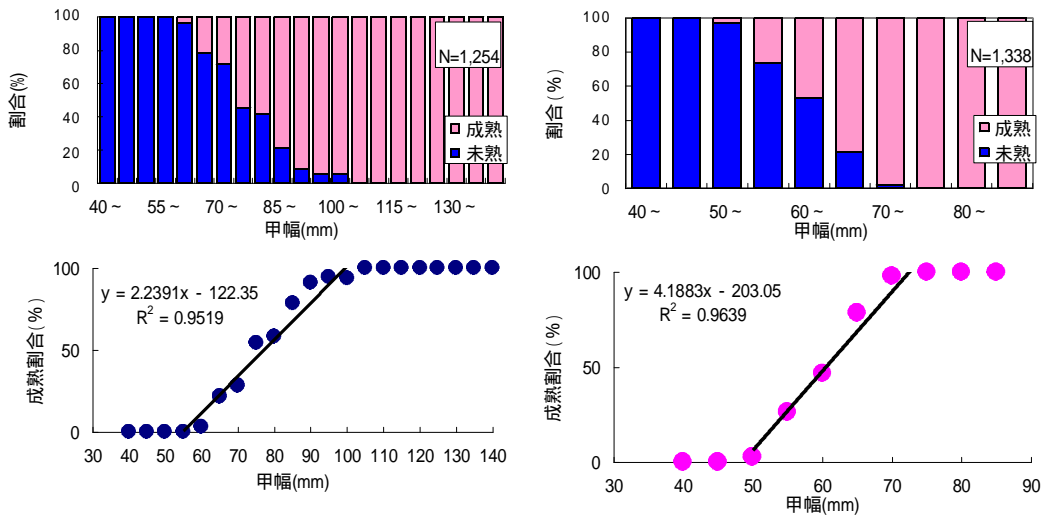 100
80
60
40
20
0
割合(%)
N=1,254
成熟
未熟
40～
55～
70～
85～
100～
115～
130～
甲幅(mm)
100
80
60
40
20
0
割合(%)
N=1,338
成熟
未熟
40～
50～
60～
70～
80～
甲幅(mm)
100
50
0
成熟割合(%)
y = 2.2391x - 122.35
R² = 0.9519
30 40 50 60 70 80 90 100 110 120 130 140
甲幅(mm)
100
50
0
成熟割合(%)
y = 4.1883x - 203.05
R² = 0.9639
30 40 50 60 70 80 90
甲幅(mm)